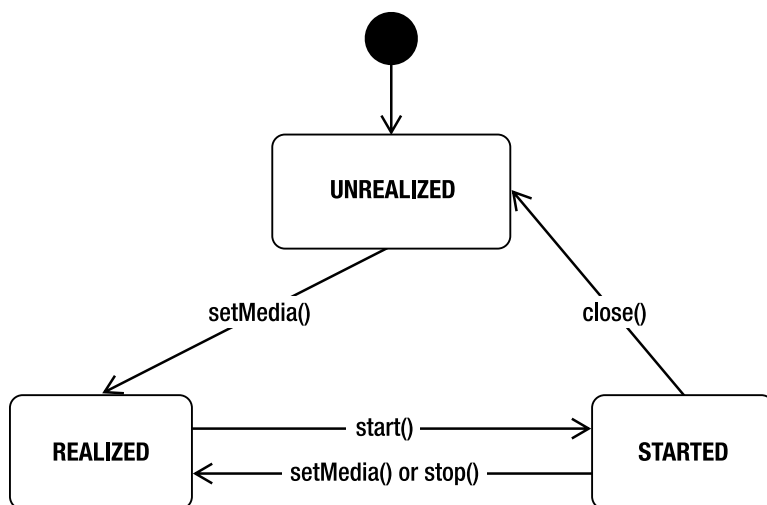 UNREALIZED
setMedia()
close()
REALIZED
start()
STARTED
setMedia() or stop()